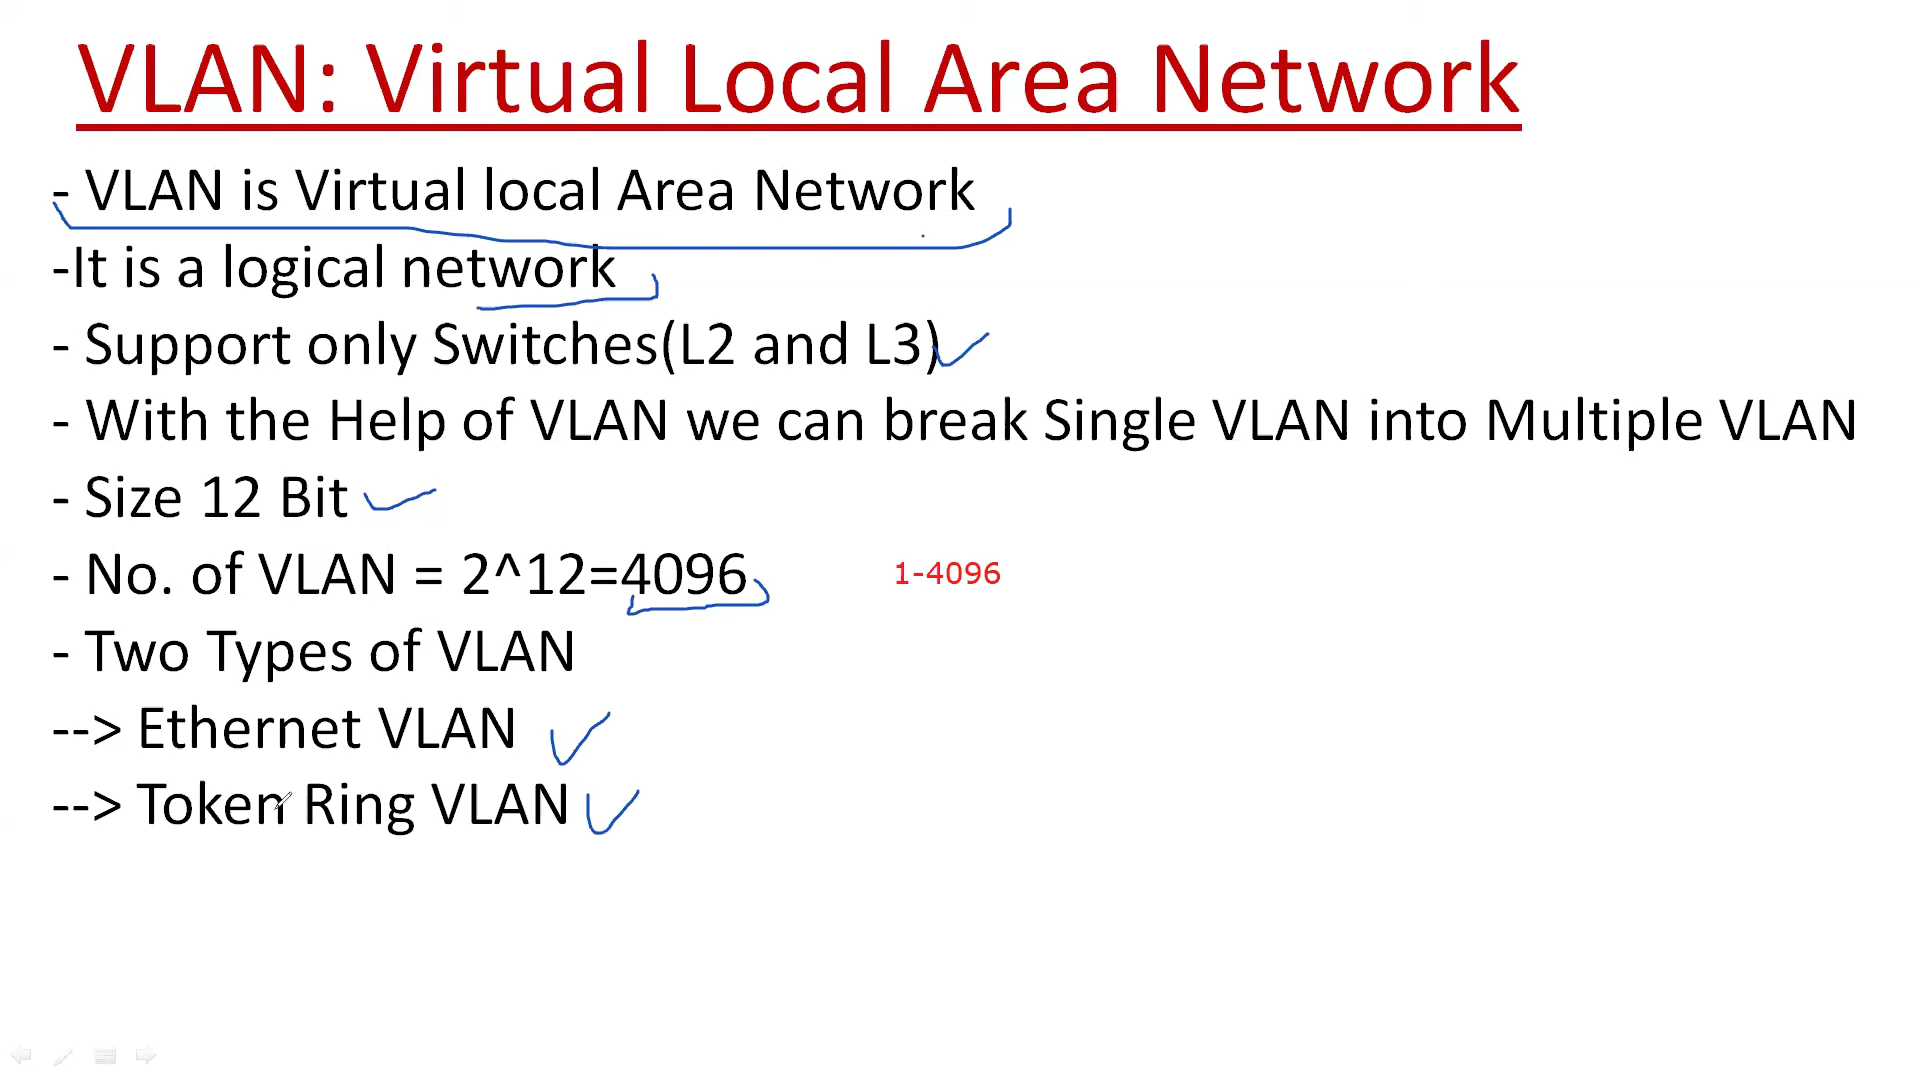 VLAN: Virtual Local Area Network
- VLAN is Virtual local Area Network
-It is a logical network
- Support only Switches(L2 and L3)
- With the Help of VLAN we can break Single VLAN into Multiple VLAN
- Size 12 Bit
- No. of VLAN = 2^12=4096 1-4096
- Two Types of VLAN
--> Ethernet VLAN
--> Token Ring VLAN